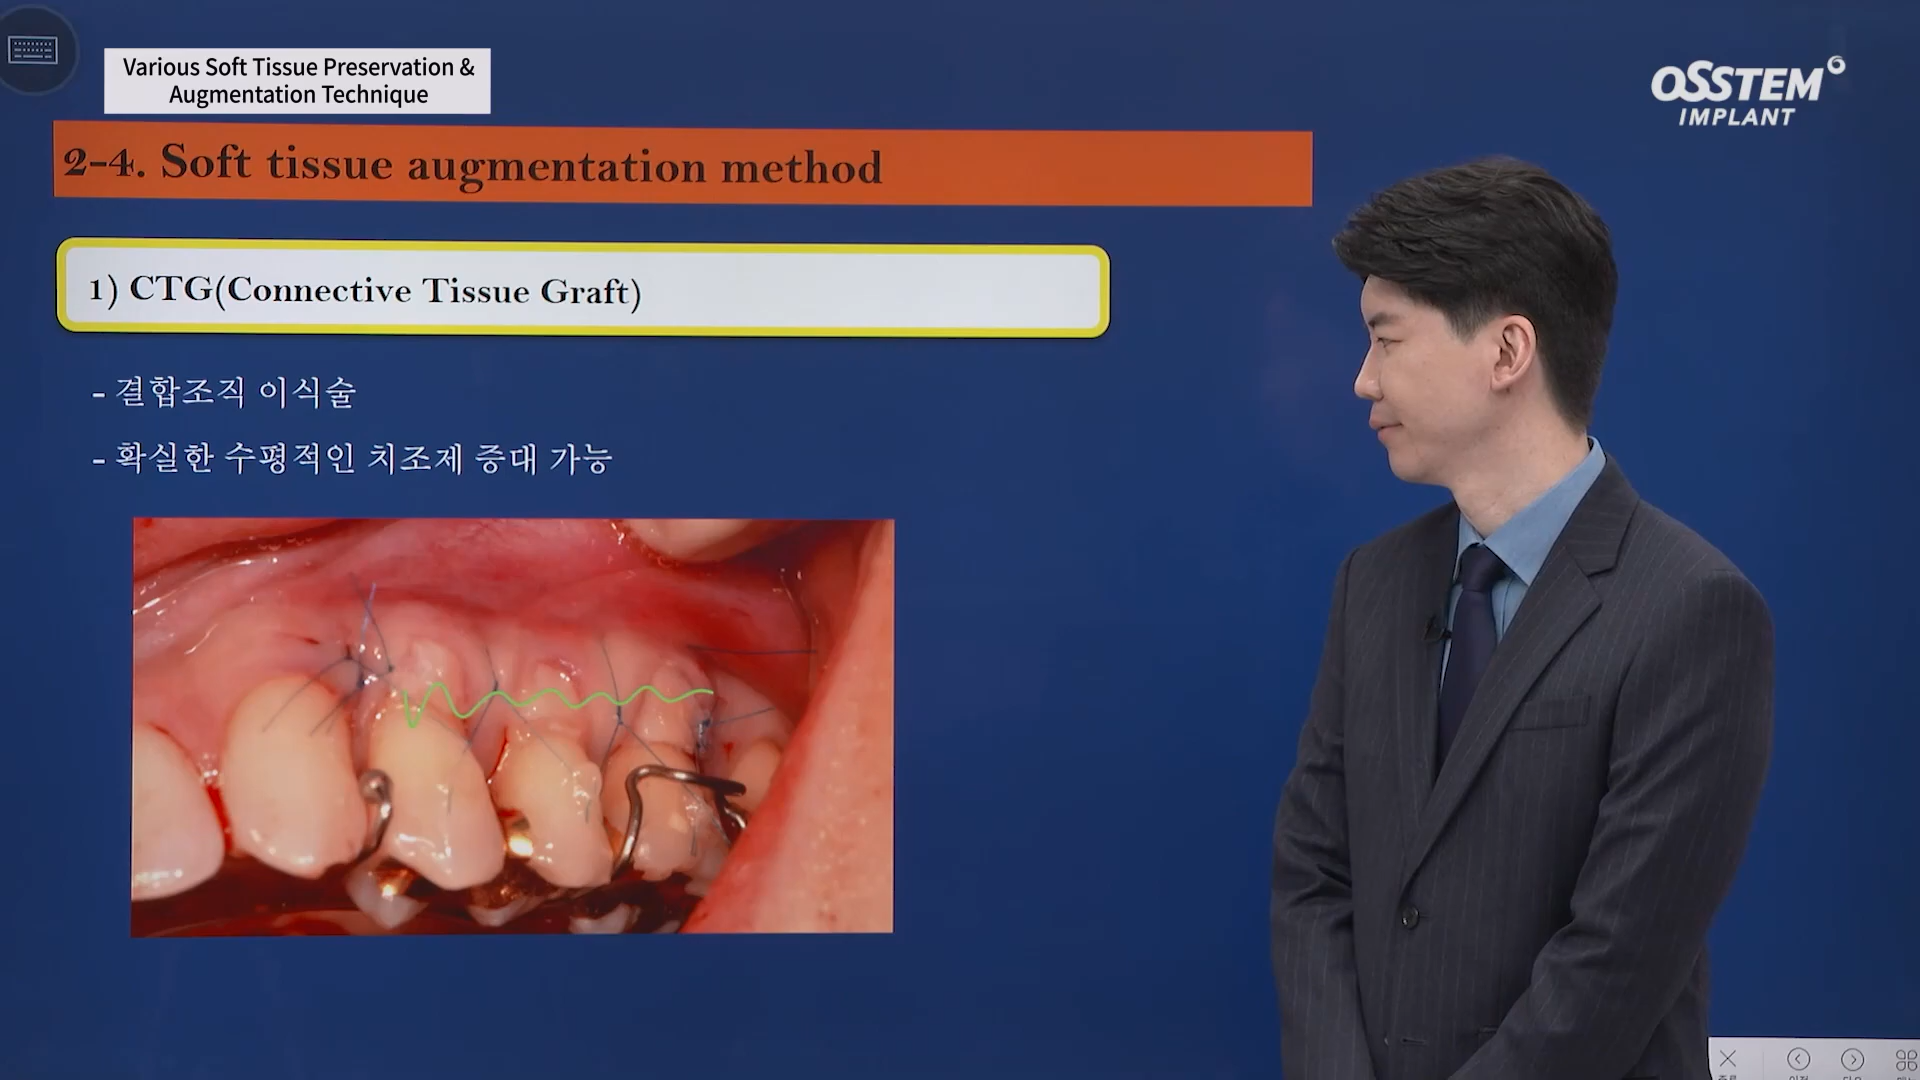 Various Soft Tissue Preservation &
Augmentation Technique
OSSTEM
IMPLANT
2-4. Soft tissue augmentation method
1) CTG(Connective Tissue Graft)
- 결합조직 이식술
- 확실한 수평적인 치조제 증대 가능